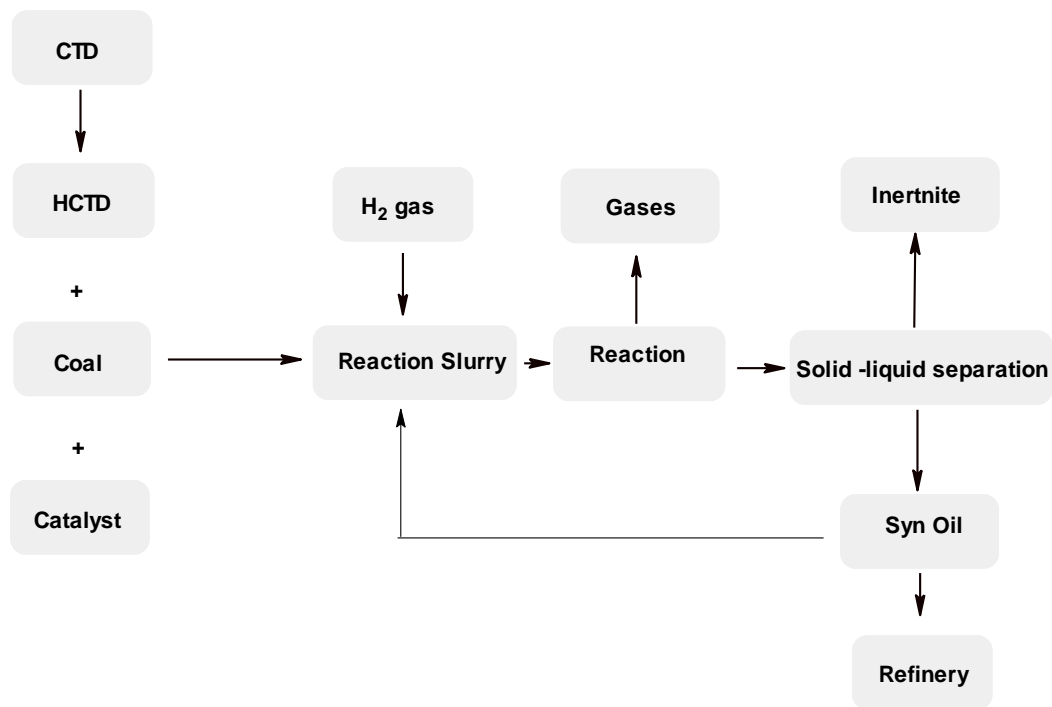 CTD
HCTD
+
Coal
+
Catalyst
H₂ gas
Reaction Slurry
Gases
Reaction
Inertnite
Solid -liquid separation
Syn Oil
Refinery